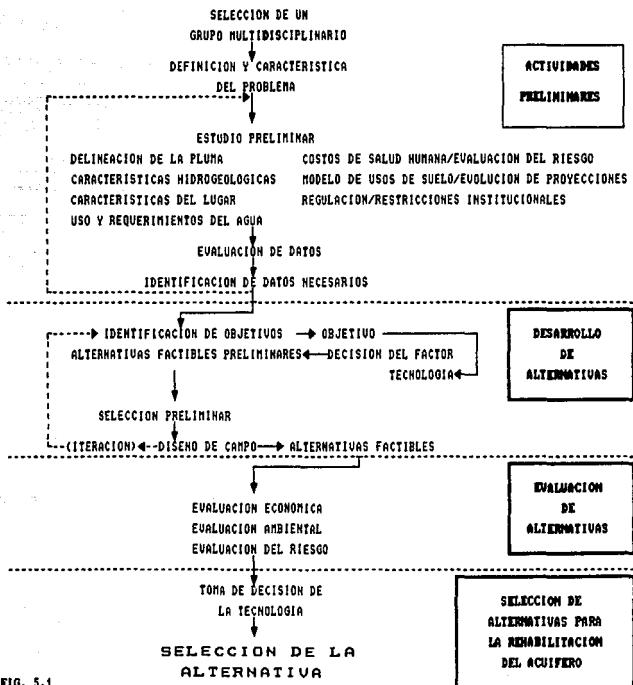 SELECCION DE UN
GRUPO MULTIDISCIPLINARIO
DEFINICION Y CARACTERISTICA
DEL PROBLEMA
ACTIVIDADES
PRELIMINARES
ESTUDIO PRELIMINAR
DELINEACION DE LA PLUMA
COSTOS DE SALUD HUMANA/EVALUACION DEL RIESGO
CARACTERISTICAS HIDROGEOLOGICAS
MODELO DE USOS DE SUELO/EVOLUCION DE PROYECCIONES
CARACTERISTICAS DEL LUGAR
REGULACION/RESTRICCIONES INSTITUCIONALES
USO Y REQUERIMIENTOS DEL AGUA
EVALUACION DE DATOS
IDENTIFICACION DE DATOS NECESARIOS
IDENTIFICACION DE OBJETIVOS
OBJETIVO
ALTERNATIVAS FACTIBLES PRELIMINARES
DECISION DEL FACTOR
TECNOLOGIA
DESARROLLO
DE
ALTERNATIVAS
SELECCION PRELIMINAR
(ITERACION)
DISENO DE CAMPO
ALTERNATIVAS FACTIBLES
EVALUACION ECONOMICA
EVALUACION AMBIENTAL
EVALUACION DEL RIESGO
EVALUACION
DE
ALTERNATIVAS
TOMA DE DECISION DE
LA TECNOLOGIA
SELECCION DE LA
ALTERNATIVA
SELECCION DE
ALTERNATIVAS PARA
LA REHABILITACION
DEL ACUIFERO
FIG. 5.1